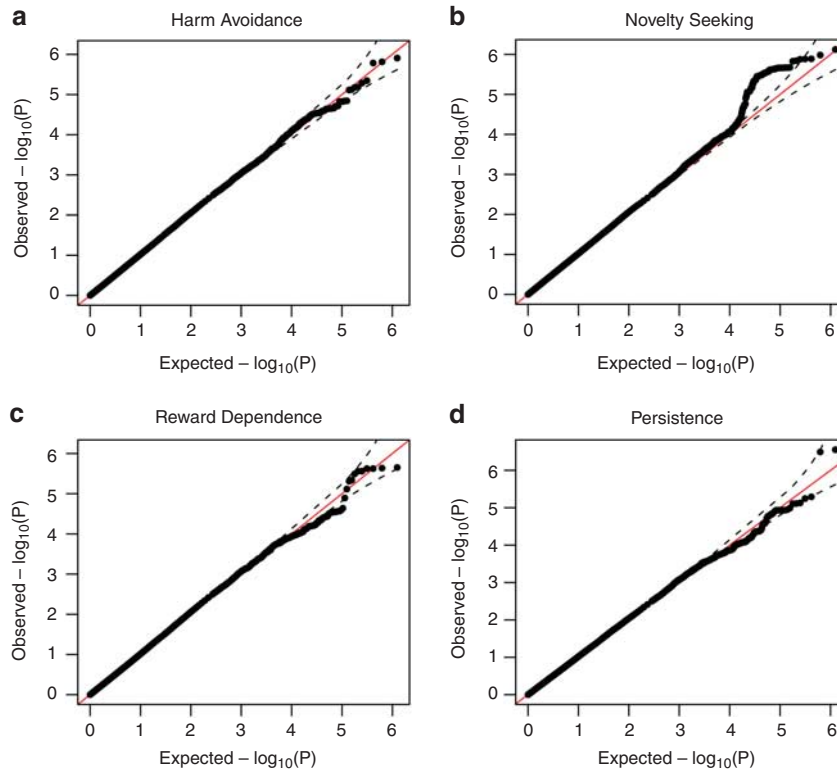 a
Harm Avoidance
6
5
4
3
2
1
0
Observed – log10(P)
0 1 2 3 4 5 6
Expected – log10(P)
b
Novelty Seeking
6
5
4
3
2
1
0
Observed – log10(P)
0 1 2 3 4 5 6
Expected – log10(P)
c
Reward Dependence
6
5
4
3
2
1
0
Observed – log10(P)
0 1 2 3 4 5 6
Expected – log10(P)
d
Persistence
6
5
4
3
2
1
0
Observed – log10(P)
0 1 2 3 4 5 6
Expected – log10(P)